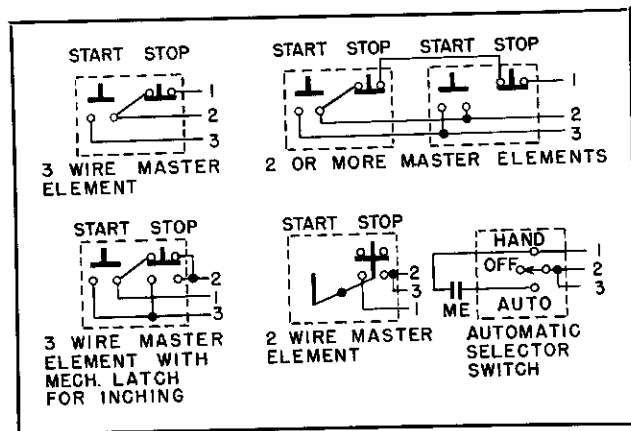 START STOP
1
2
3
3 WIRE MASTER
ELEMENT
START STOP START STOP
1
2
3
2 OR MORE MASTER ELEMENTS
START STOP
2
1
3
3 WIRE MASTER
ELEMENT WITH
MECH. LATCH
FOR INCHING
START STOP
2
3
1
2 WIRE MASTER
ELEMENT
HAND
OFF
AUTO
1
2
3
ME
AUTOMATIC
SELECTOR
SWITCH